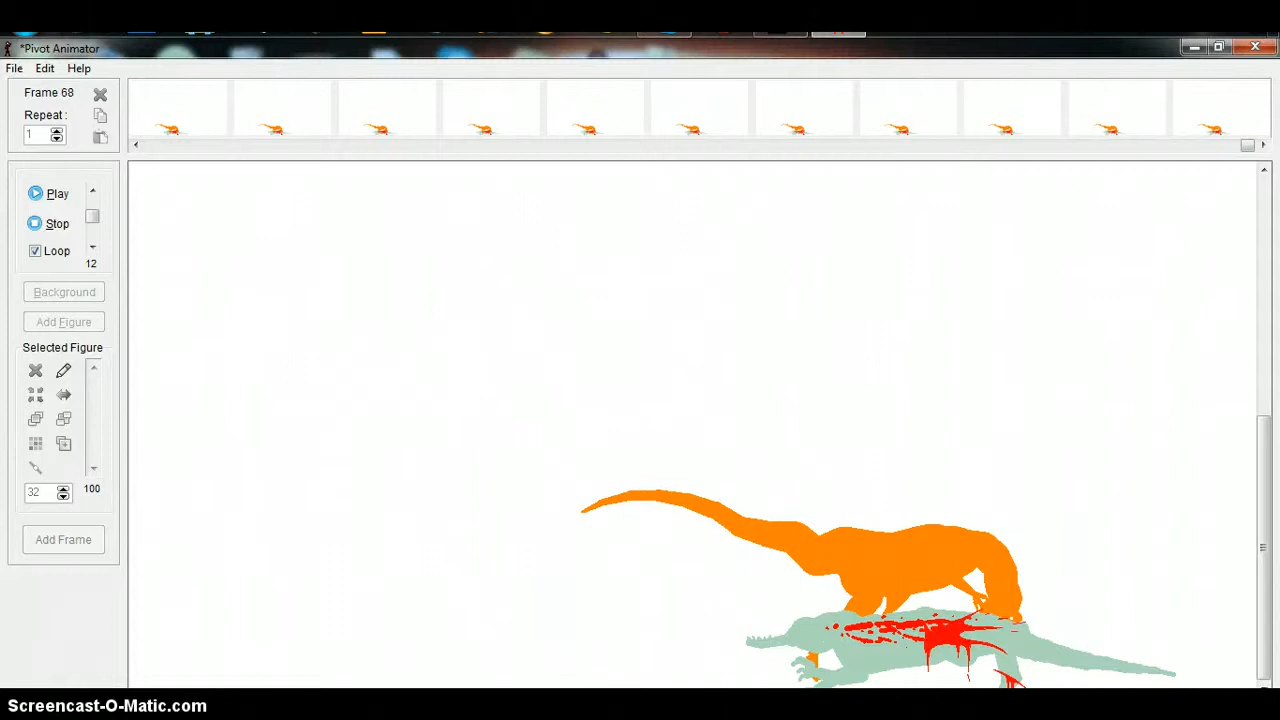 *Pivot Animator
File Edit Help
Frame 68
Repeat :
1
Play
Stop
Loop
12
Background
Add Figure
Selected Figure
32
100
Add Frame
Screencast-O-Matic.com